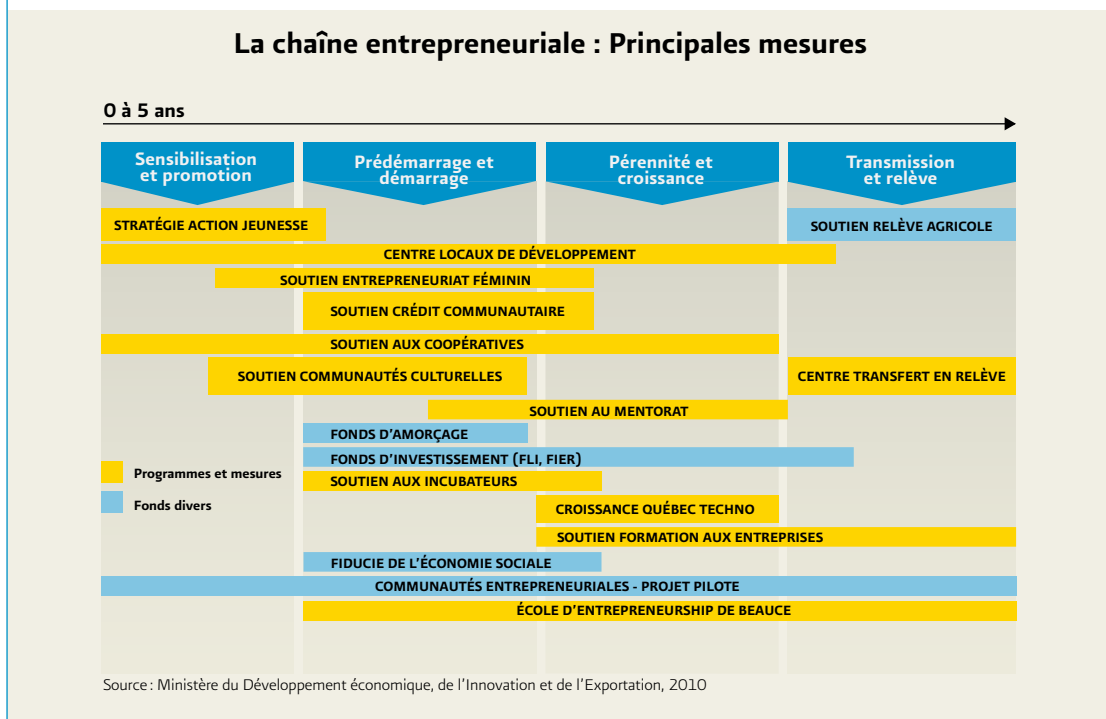 La chaîne entrepreneuriale : Principales mesures
0 à 5 ans
Sensibilisation
et promotion
Prédémarrage et
démarrage
Pérennité et
croissance
Transmission
et relève
STRATÉGIE ACTION JEUNESSE
SOUTIEN RELÈVE AGRICOLE
CENTRE LOCAUX DE DÉVELOPPEMENT
SOUTIEN ENTREPRENEURIAT FÉMININ
SOUTIEN CRÉDIT COMMUNAUTAIRE
SOUTIEN AUX COOPÉRATIVES
SOUTIEN COMMUNAUTÉS CULTURELLES
CENTRE TRANSFERT EN RELÈVE
SOUTIEN AU MENTORAT
FONDS D'AMORÇAGE
FONDS D'INVESTISSEMENT (FLI, FIER)
Programmes et mesures
SOUTIEN AUX INCUBATEURS
Fonds divers
CROISSANCE QUÉBEC TECHNO
SOUTIEN FORMATION AUX ENTREPRISES
FIDUCIE DE L'ÉCONOMIE SOCIALE
COMMUNAUTÉS ENTREPRENEURIALES - PROJET PILOTE
ÉCOLE D'ENTREPRENEURSHIP DE BEAUCE
Source : Ministère du Développement économique, de l'Innovation et de l'Exportation, 2010